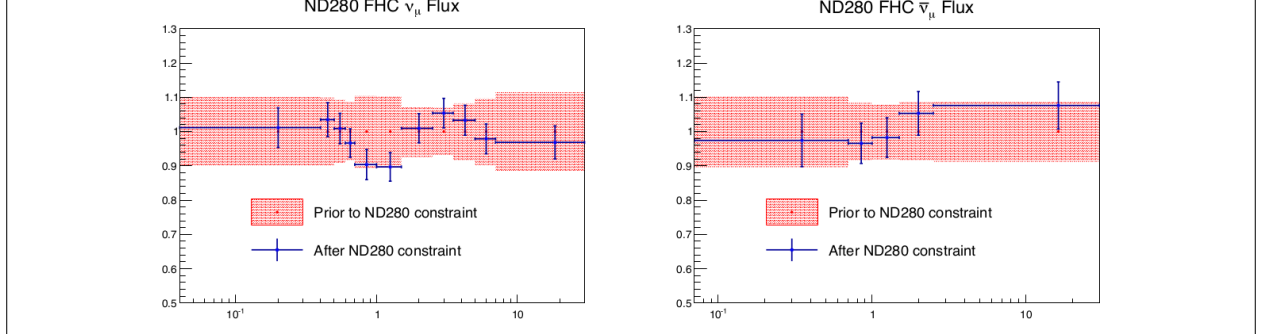 ND280 FHC νμ Flux
1.3
1.2
1.1
1
0.9
0.8
0.7
0.6
0.5
Prior to ND280 constraint
After ND280 constraint
10⁻¹ 1 10
ND280 FHC ν̅μ Flux
1.3
1.2
1.1
1
0.9
0.8
0.7
0.6
0.5
Prior to ND280 constraint
After ND280 constraint
10⁻¹ 1 10